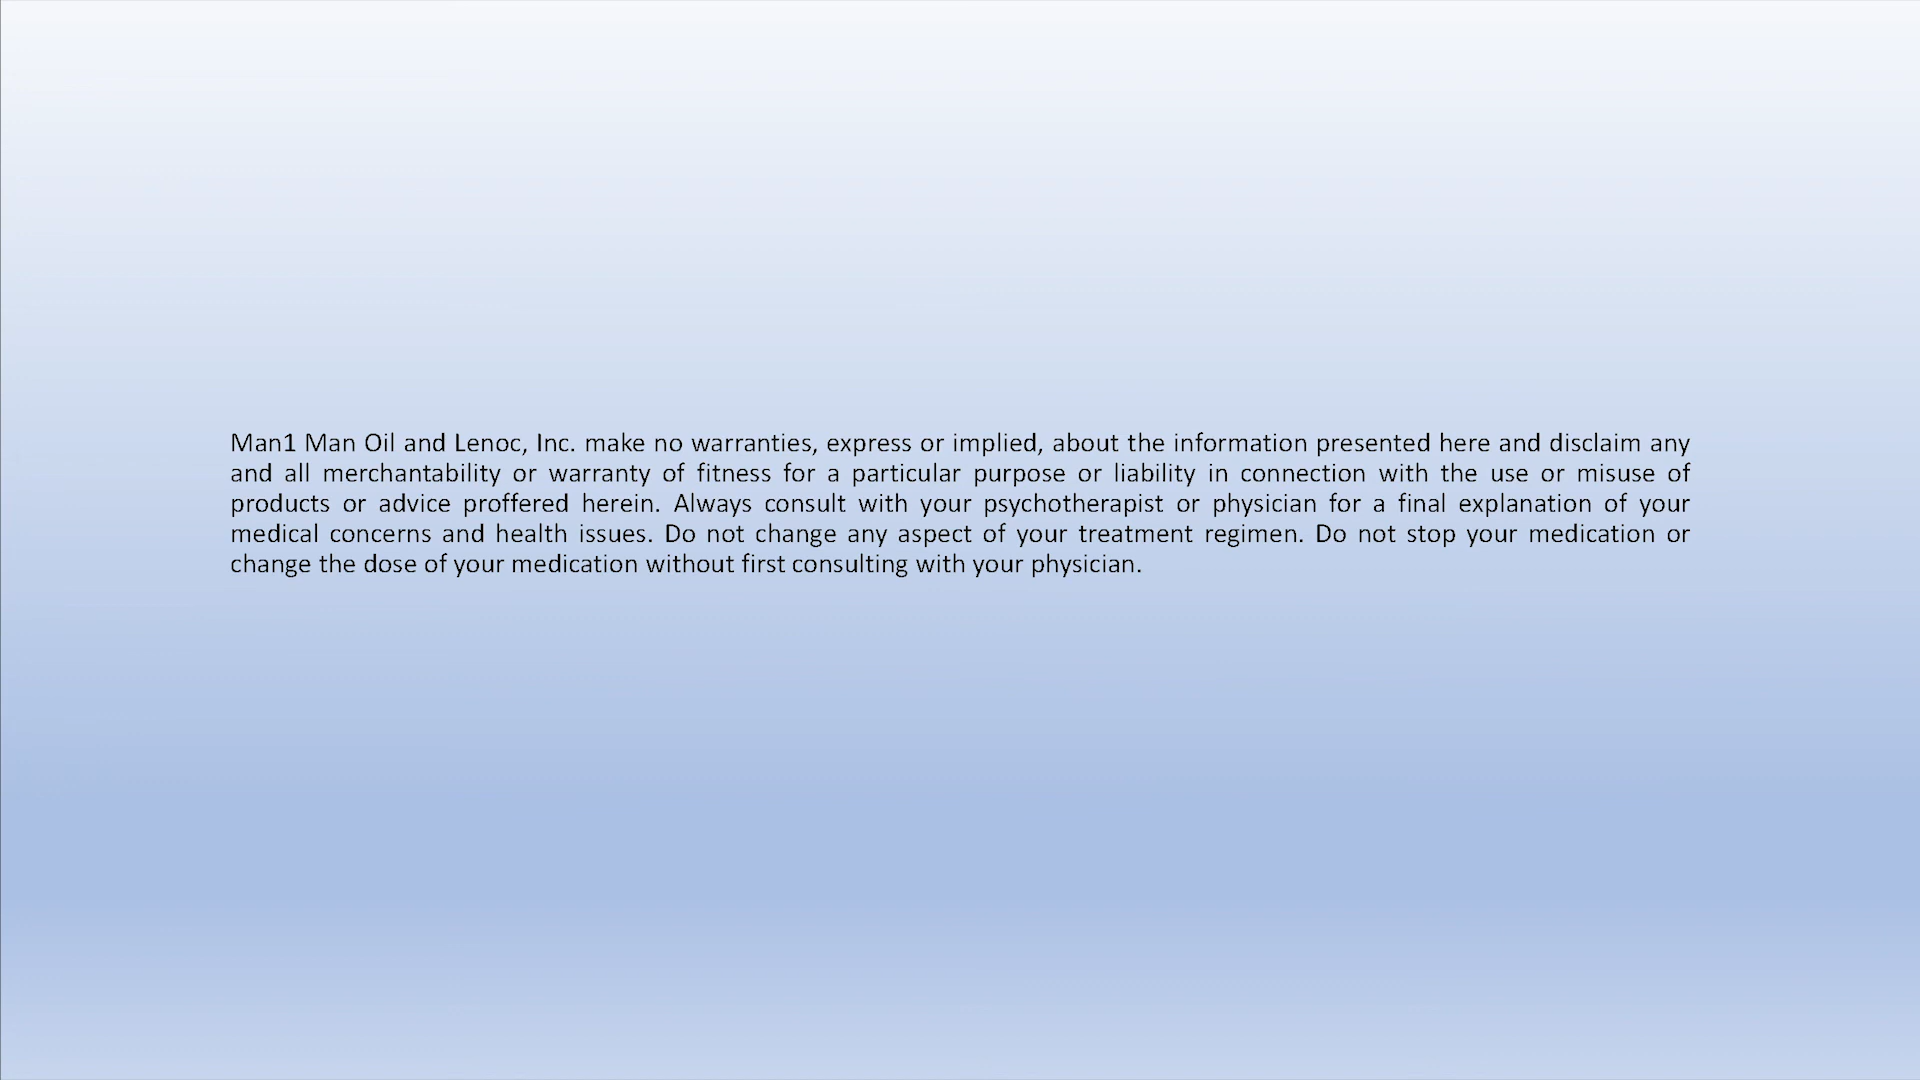 Man1 Man Oil and Lenoc, Inc. make no warranties, express or implied, about the information presented here and disclaim any
and all merchantability or warranty of fitness for a particular purpose or liability in connection with the use or misuse of
products or advice proffered herein. Always consult with your psychotherapist or physician for a final explanation of your
medical concerns and health issues. Do not change any aspect of your treatment regimen. Do not stop your medication or
change the dose of your medication without first consulting with your physician.